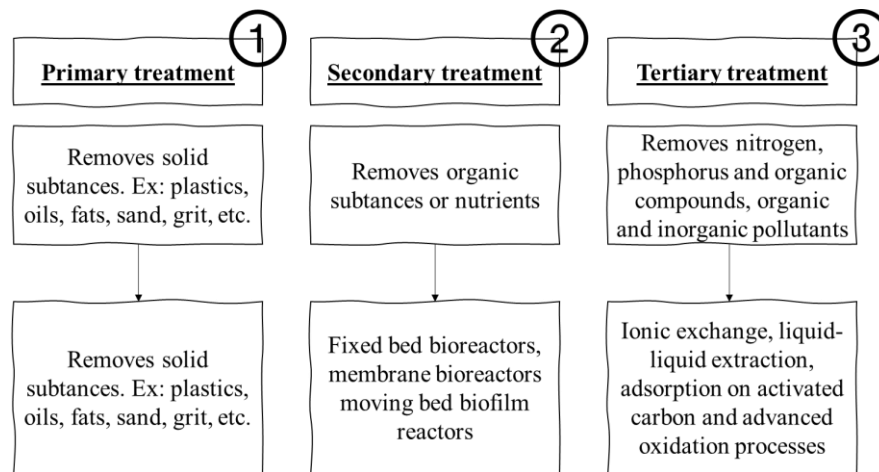 1
Primary treatment
Removes solid
subtances. Ex: plastics,
oils, fats, sand, grit, etc.
Removes solid
subtances. Ex: plastics,
oils, fats, sand, grit, etc.
2
Secondary treatment
Removes organic
subtances or nutrients
Fixed bed bioreactors,
membrane bioreactors
moving bed biofilm
reactors
3
Tertiary treatment
Removes nitrogen,
phosphorus and organic
compounds, organic
and inorganic pollutants
Ionic exchange, liquid-
liquid extraction,
adsorption on activated
carbon and advanced
oxidation processes